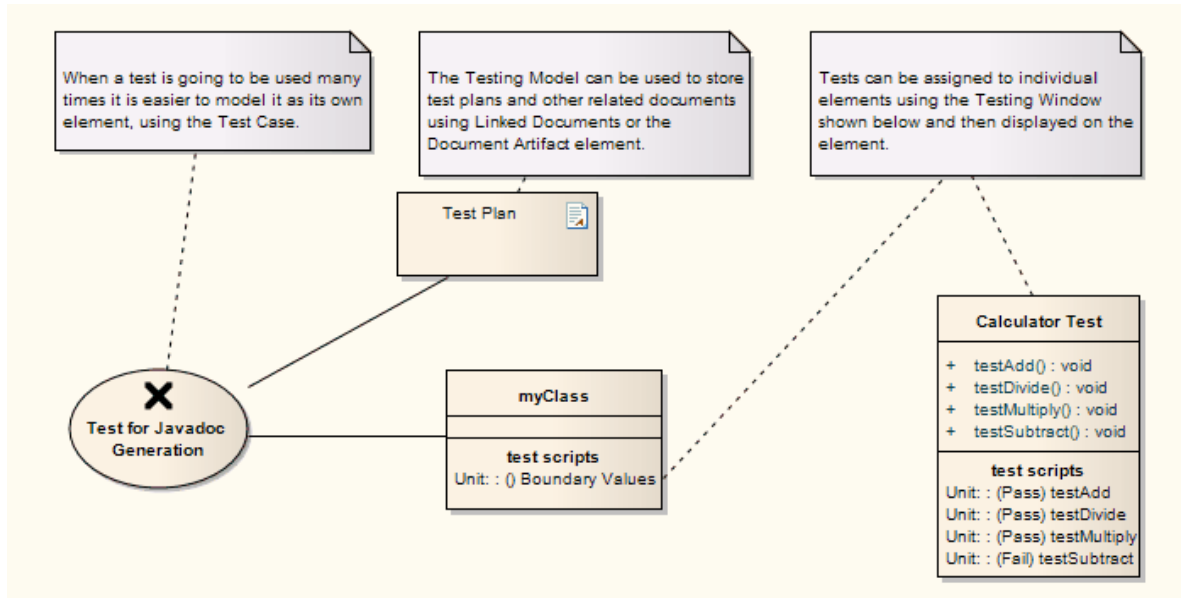 When a test is going to be used many
times it is easier to model it as its own
element, using the Test Case.
The Testing Model can be used to store
test plans and other related documents
using Linked Documents or the
Document Artifact element.
Tests can be assigned to individual
elements using the Testing Window
shown below and then displayed on the
element.
Test Plan
Test for Javadoc
Generation
myClass
test scripts
Unit: : () Boundary Values
Calculator Test
+ testAdd() : void
+ testDivide() : void
+ testMultiply() : void
+ testSubtract() : void
test scripts
Unit: : (Pass) testAdd
Unit: : (Pass) testDivide
Unit: : (Pass) testMultiply
Unit: : (Fail) testSubtract